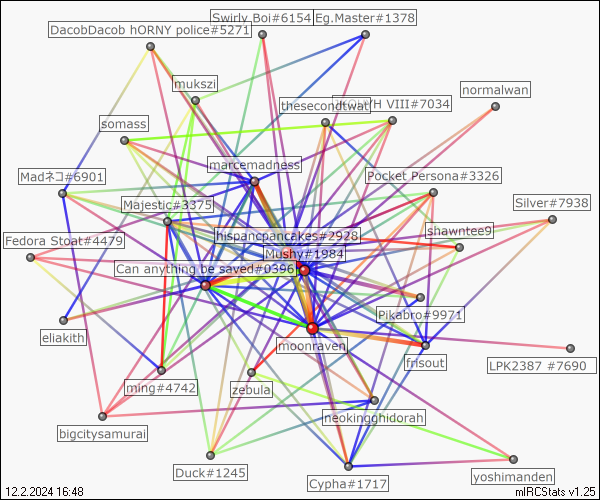 Swirly Boi#6154
Eg.Master#1378
DacobDacob hORNY police#5271
mukszi
normalwan
thesecondtwat
VIII#7034
somass
marcemadness
Madネコ#6901
Pocket Persona#3326
Majestic#3375
Silver#7938
Fedora Stoat#4479
hispancpancakes#2928
shawntee9
Mushy#1984
Can anything be saved#0396
Pikabro#9971
eliakith
moonraven
frisout
LPK2387 #7690
ming#4742
zebula
neokingghidorah
bigcitysamurai
Duck#1245
Cypha#1717
yoshimanden
12.2.2024 16:48
mIRCStats v1.25